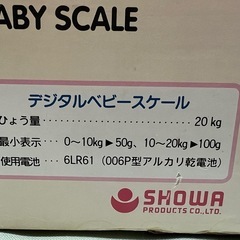 ABY SCALE
デジタルベビースケール
ひょう量 20 kg
最小表示 0～10kg▶50g、10～20kg▶100g
使用電池 6LR61（006P型アルカリ乾電池）
SHOWA
PRODUCTS CO.,LTD.